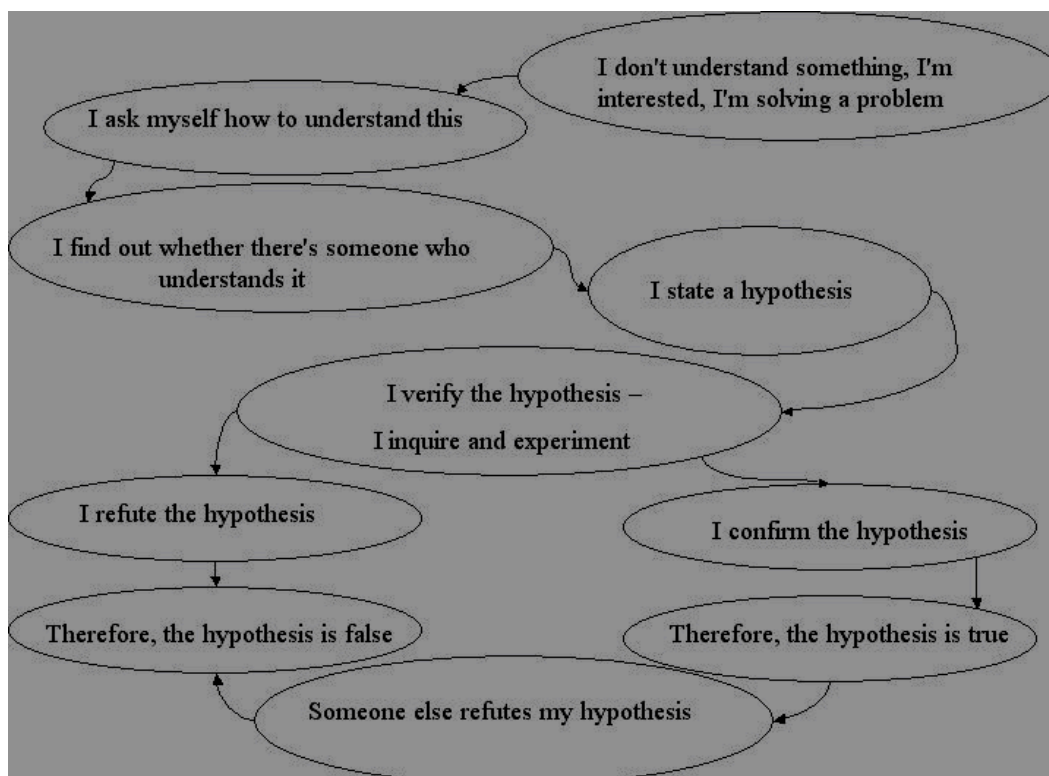 I don't understand something, I'm
interested, I'm solving a problem
I ask myself how to understand this
I find out whether there's someone who
understands it
I state a hypothesis
I verify the hypothesis –
I inquire and experiment
I refute the hypothesis
I confirm the hypothesis
Therefore, the hypothesis is false
Therefore, the hypothesis is true
Someone else refutes my hypothesis